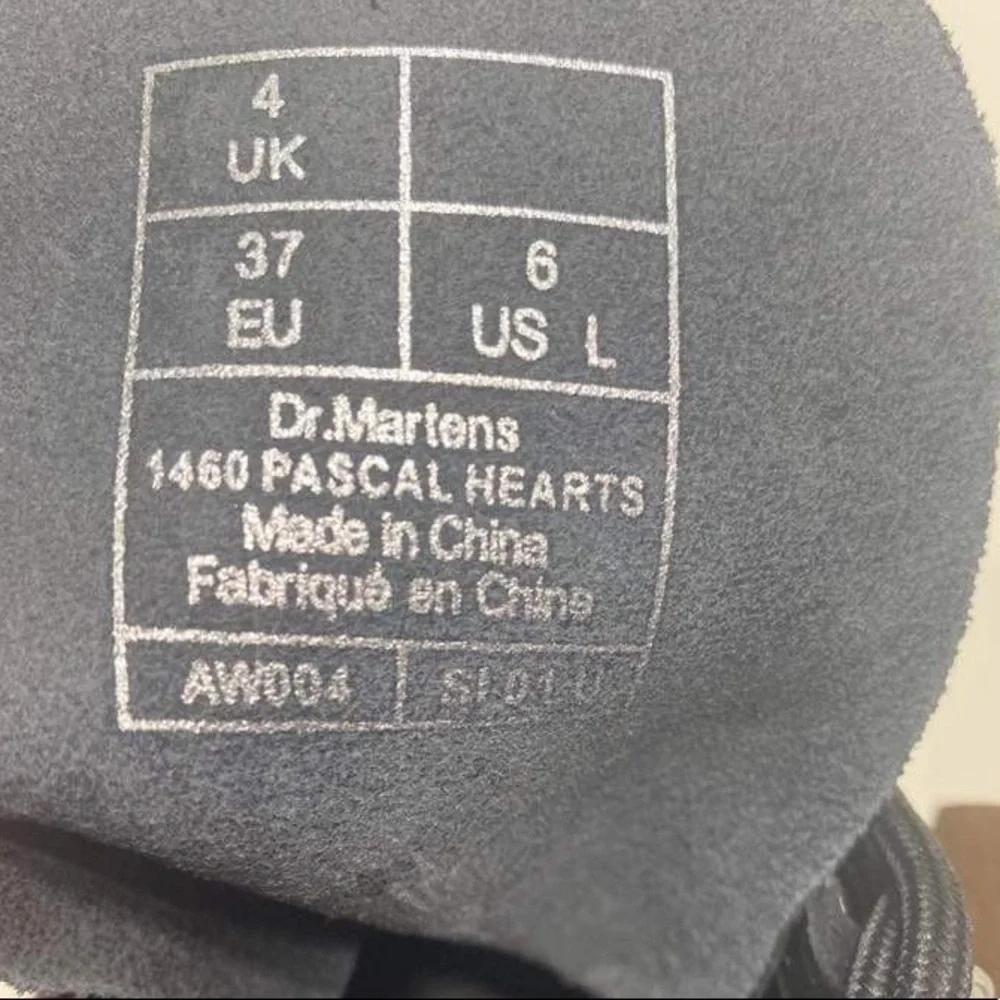 4
UK
37
EU
6
US L
Dr.Martens
1460 PASCAL HEARTS
Made in China
Fabriqué en Chine
AW004